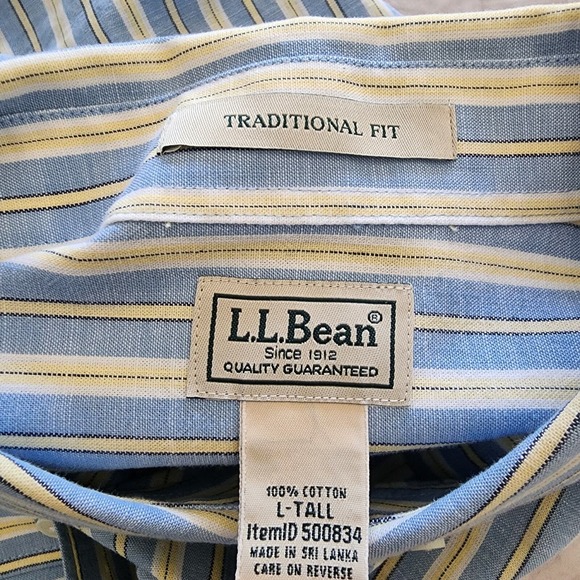 TRADITIONAL FIT
L.L.Bean®
Since 1912
QUALITY GUARANTEED
100% COTTON
L-TALL
ItemID 500834
MADE IN SRI LANKA
CARE ON REVERSE